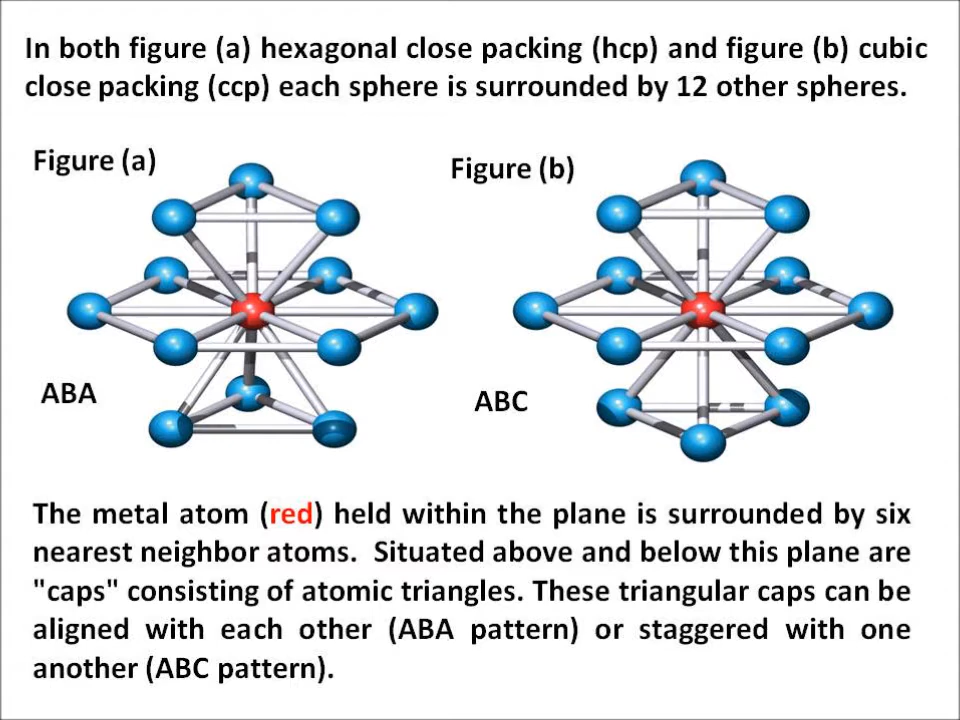 In both figure (a) hexagonal close packing (hcp) and figure (b) cubic
close packing (ccp) each sphere is surrounded by 12 other spheres.
Figure (a)
Figure (b)
ABA
ABC
The metal atom (red) held within the plane is surrounded by six
nearest neighbor atoms. Situated above and below this plane are
"caps" consisting of atomic triangles. These triangular caps can be
aligned with each other (ABA pattern) or staggered with one
another (ABC pattern).